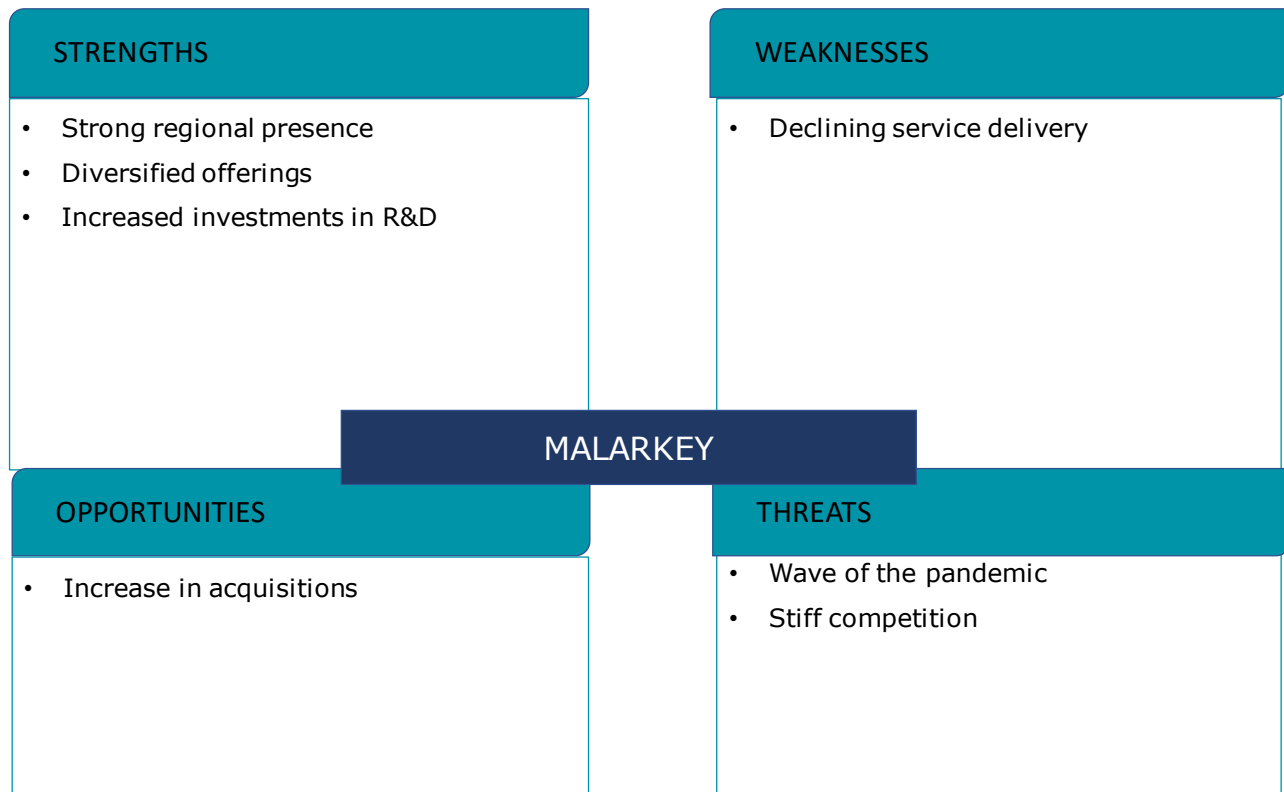 STRENGTHS
• Strong regional presence
• Diversified offerings
• Increased investments in R&D
WEAKNESSES
• Declining service delivery
MALARKEY
OPPORTUNITIES
• Increase in acquisitions
THREATS
• Wave of the pandemic
• Stiff competition